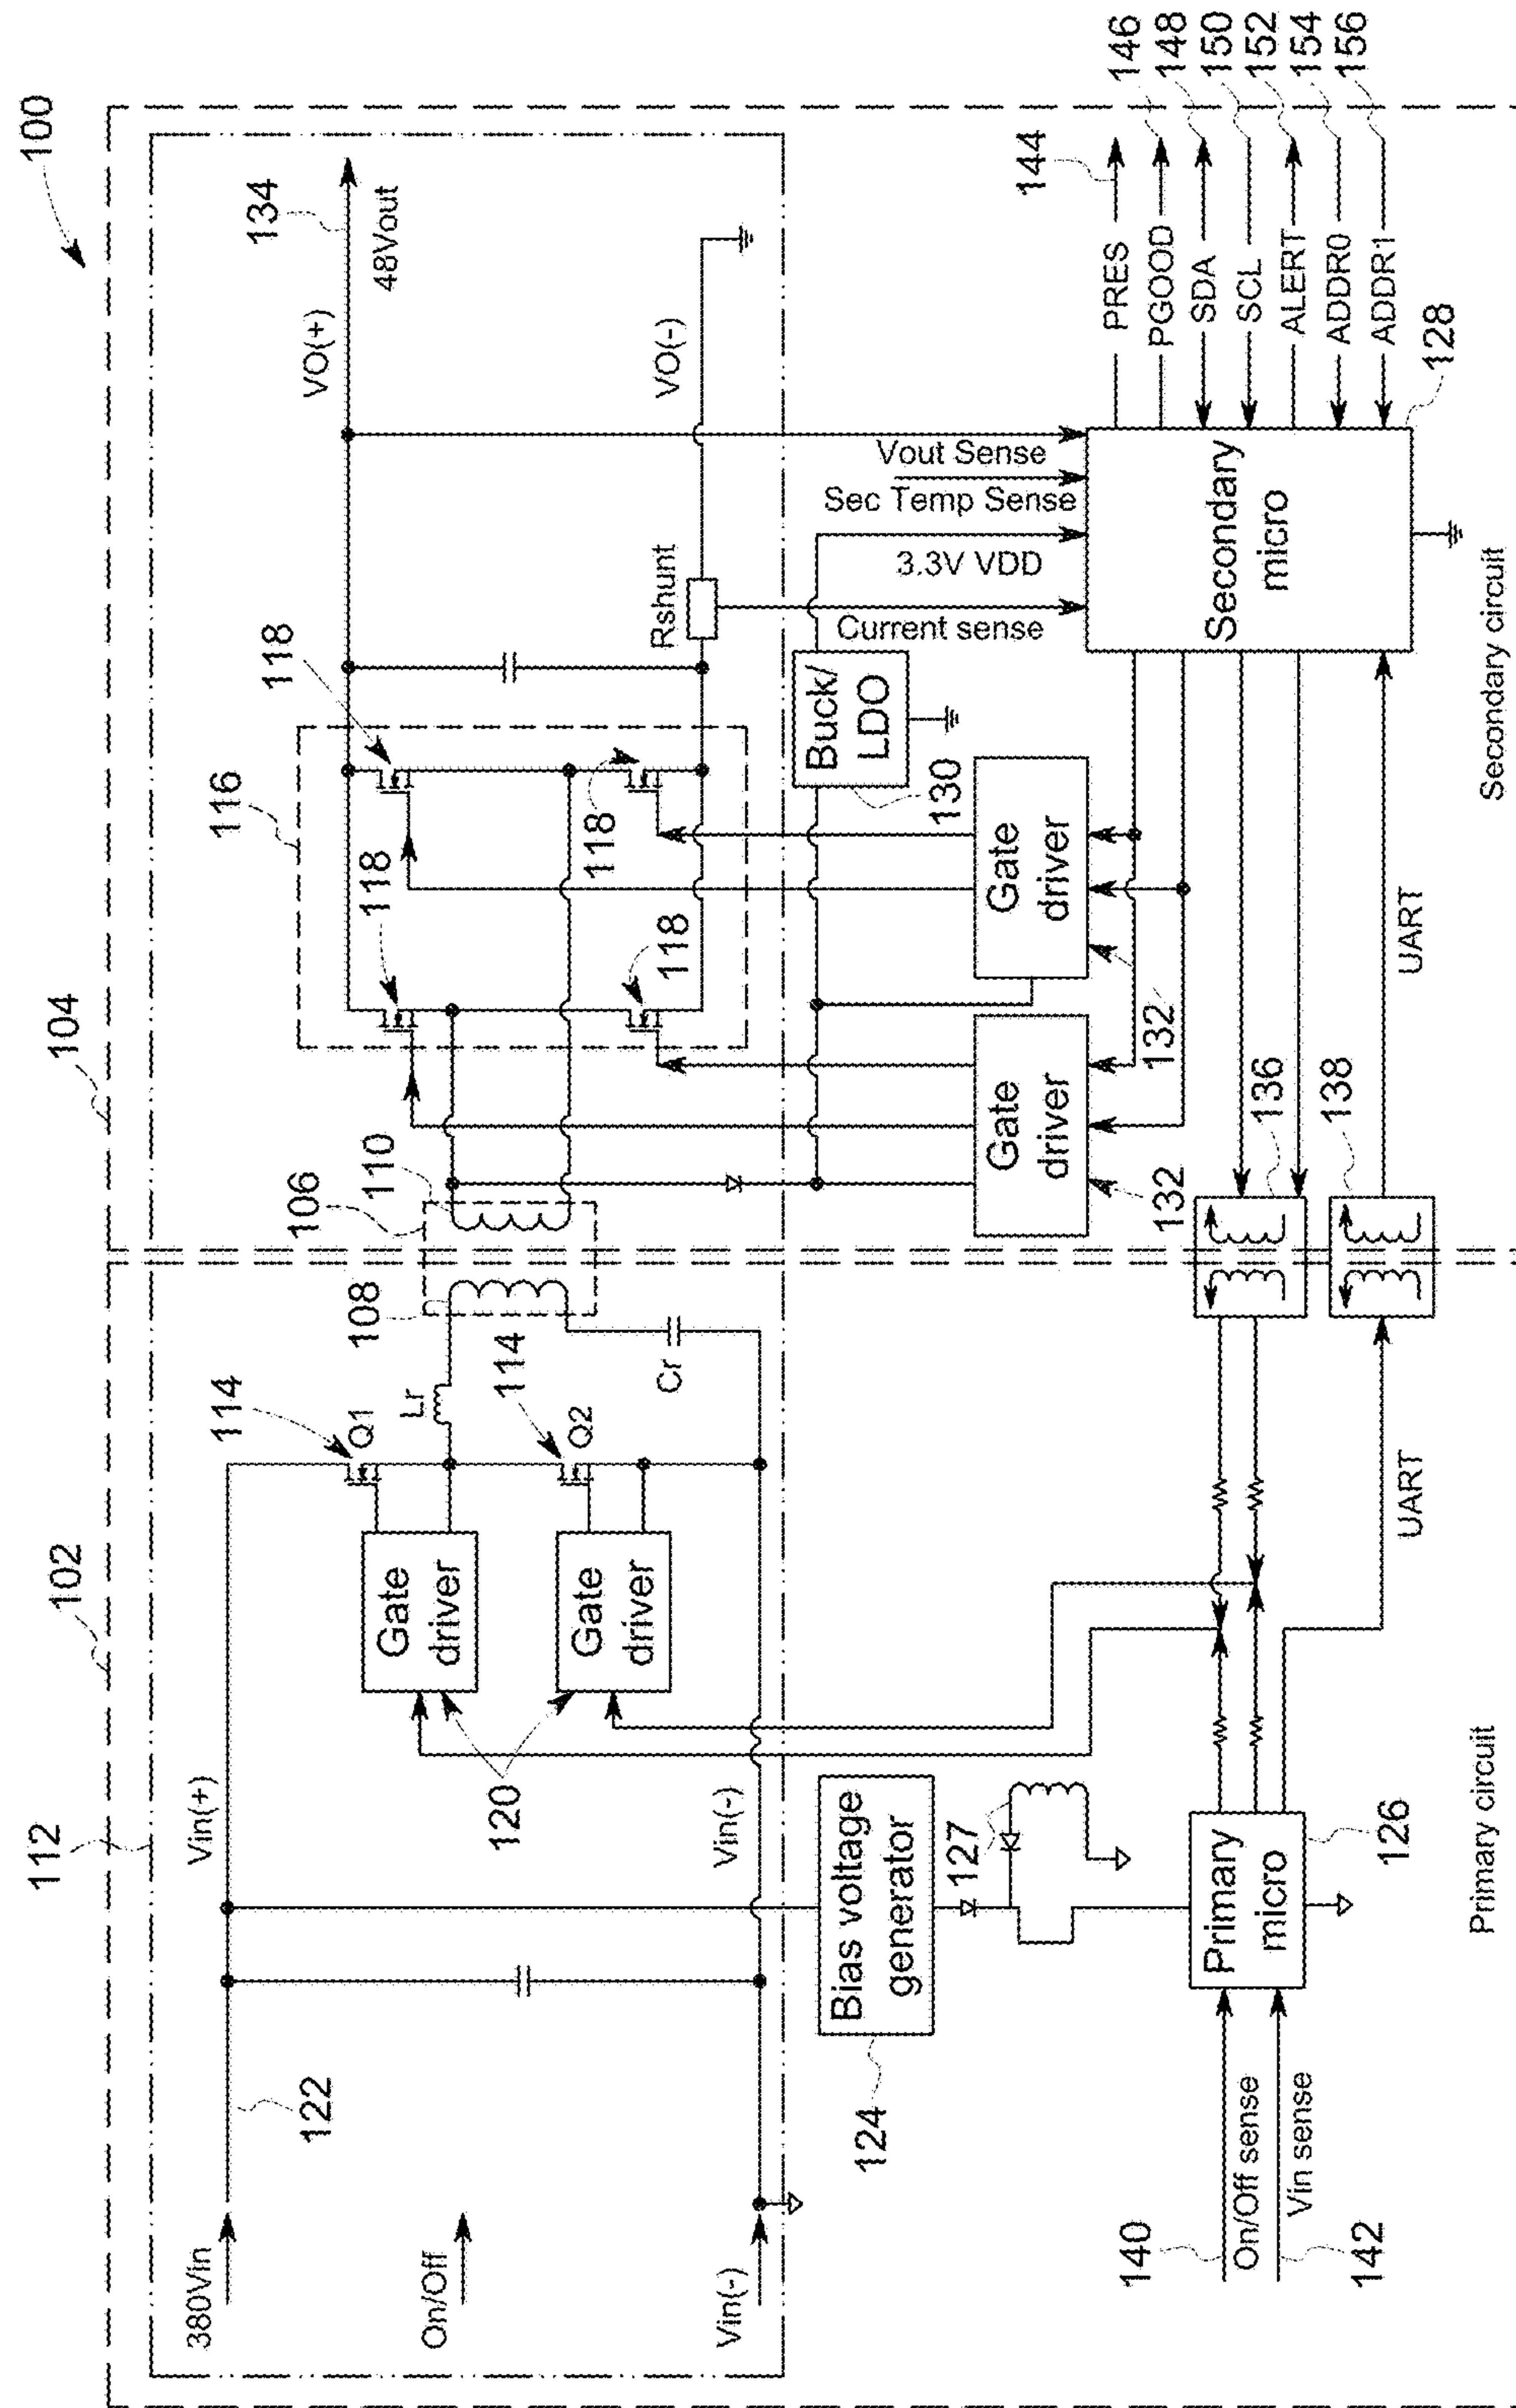 100
102
104
112
380Vin
On/Off
Vin(-)
122
Vin(+)
Vin(-)
114
Q1
Lr
114
Q2
Cr
Gate
driver
Gate
driver
120
108
106
110
116
118
118
118
118
VO(+)
134
48Vout
VO(-)
Rshunt
Bias voltage
generator
124
127
Gate
driver
132
Gate
driver
132
Buck/
LDO
130
Vout Sense
Sec Temp Sense
3.3V VDD
Current sense
140
On/Off sense
Vin sense
142
Primary
micro
126
UART
136
138
UART
Secondary
micro
128
144
PRES
146
PGOOD
148
SDA
150
SCL
152
ALERT
154
ADDR0
156
ADDR1
Primary circuit
Secondary circuit